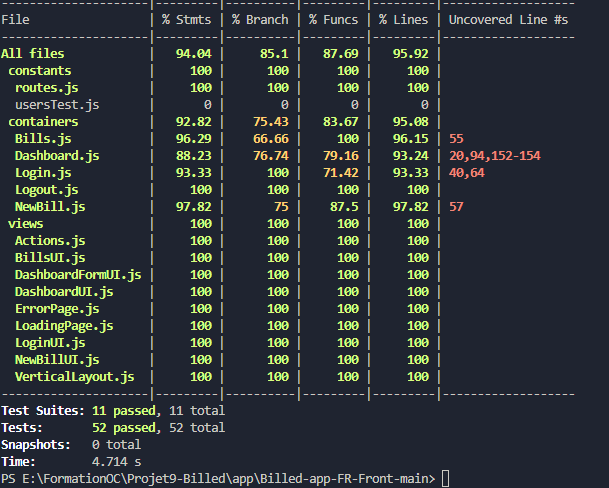 File | % Stmts | % Branch | % Funcs | % Lines | Uncovered Line #s
All files | 94.04 | 85.1 | 87.69 | 95.92 |
constants | 100 | 100 | 100 | 100 |
routes.js | 100 | 100 | 100 | 100 |
usersTest.js | 0 | 0 | 0 | 0 |
containers | 92.82 | 75.43 | 83.67 | 95.08 |
Bills.js | 96.29 | 66.66 | 100 | 96.15 | 55
Dashboard.js | 88.23 | 76.74 | 79.16 | 93.24 | 20,94,152-154
Login.js | 93.33 | 100 | 71.42 | 93.33 | 40,64
Logout.js | 100 | 100 | 100 | 100 |
NewBill.js | 97.82 | 75 | 87.5 | 97.82 | 57
views | 100 | 100 | 100 | 100 |
Actions.js | 100 | 100 | 100 | 100 |
BillsUI.js | 100 | 100 | 100 | 100 |
DashboardFormUI.js | 100 | 100 | 100 | 100 |
DashboardUI.js | 100 | 100 | 100 | 100 |
ErrorPage.js | 100 | 100 | 100 | 100 |
LoadingPage.js | 100 | 100 | 100 | 100 |
LoginUI.js | 100 | 100 | 100 | 100 |
NewBillUI.js | 100 | 100 | 100 | 100 |
VerticalLayout.js | 100 | 100 | 100 | 100 |
Test Suites: 11 passed, 11 total
Tests: 52 passed, 52 total
Snapshots: 0 total
Time: 4.714 s
PS E:\FormationOC\Projet9-Billed\app\Billed-app-FR-Front-main>